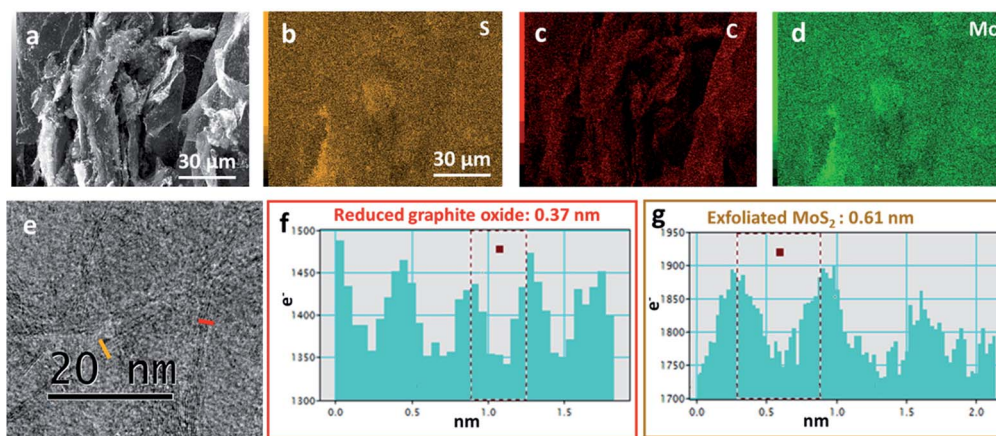 a
30 µm
b
S
30 µm
c
C
d
Mo
e
20 nm
f
Reduced graphite oxide: 0.37 nm
1500
1450
1400
1350
1300
e-
0.0 0.5 1.0 1.5
nm
g
Exfoliated MoS₂ : 0.61 nm
1950
1900
1850
1800
1750
1700
e-
0.0 0.5 1.0 1.5 2.0
nm